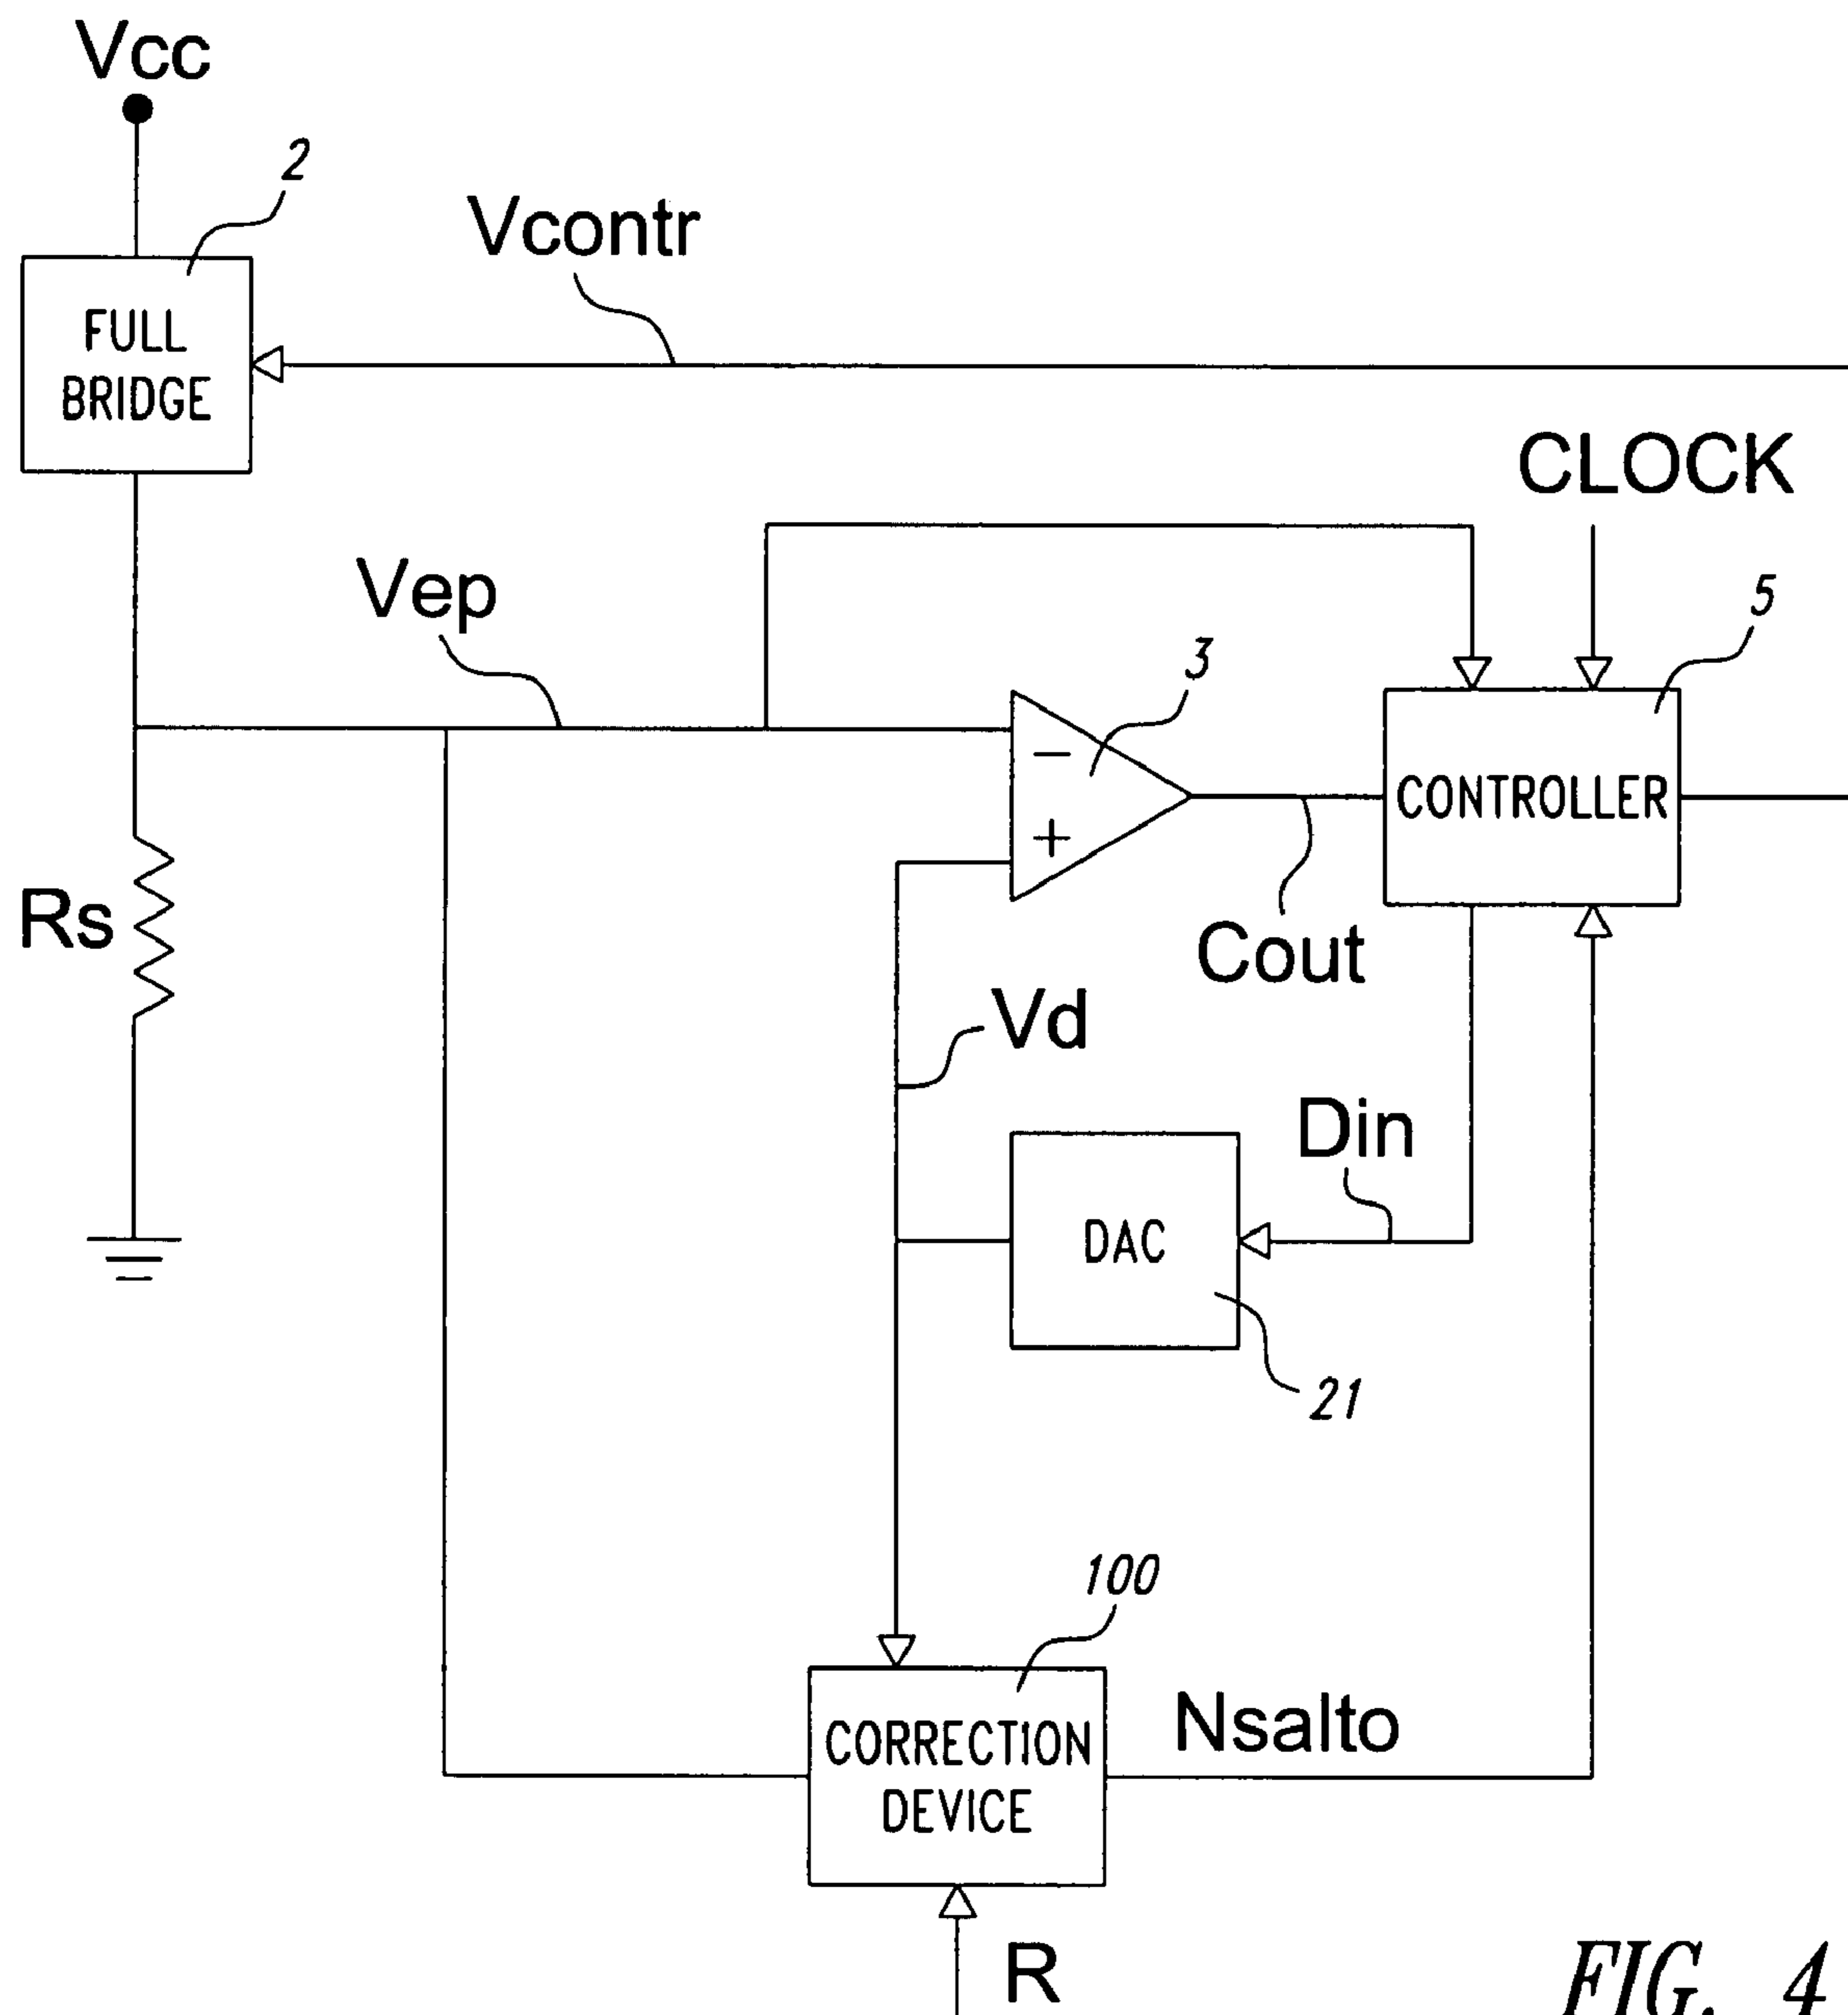 Vcc
2
Vcontr
FULL
BRIDGE
CLOCK
Vep
5
3
−
CONTROLLER
+
Rs
Cout
Vd
Din
DAC
21
100
CORRECTION
DEVICE
Nsalto
R
FIG. 4